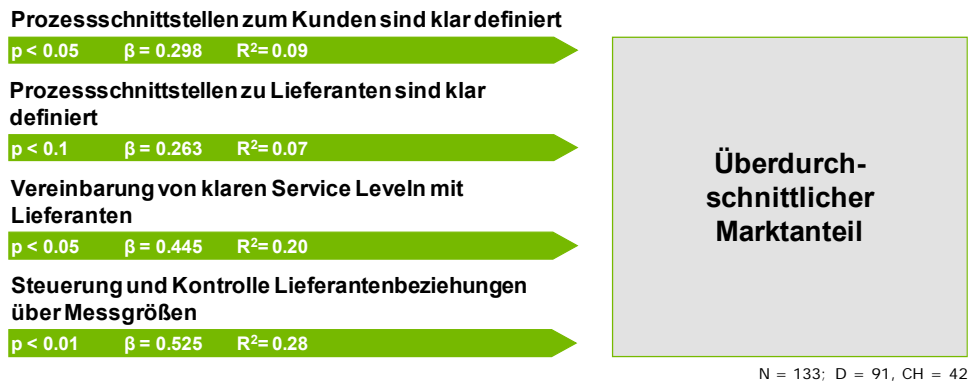 Prozessschnittstellen zum Kunden sind klar definiert
p < 0.05 β = 0.298 R²= 0.09
Prozessschnittstellen zu Lieferanten sind klar
definiert
p < 0.1 β = 0.263 R²= 0.07
Vereinbarung von klaren Service Leveln mit
Lieferanten
p < 0.05 β = 0.445 R²= 0.20
Steuerung und Kontrolle Lieferantenbeziehungen
über Messgrößen
p < 0.01 β = 0.525 R²= 0.28
Überdurch-
schnittlicher
Marktanteil
N = 133; D = 91, CH = 42